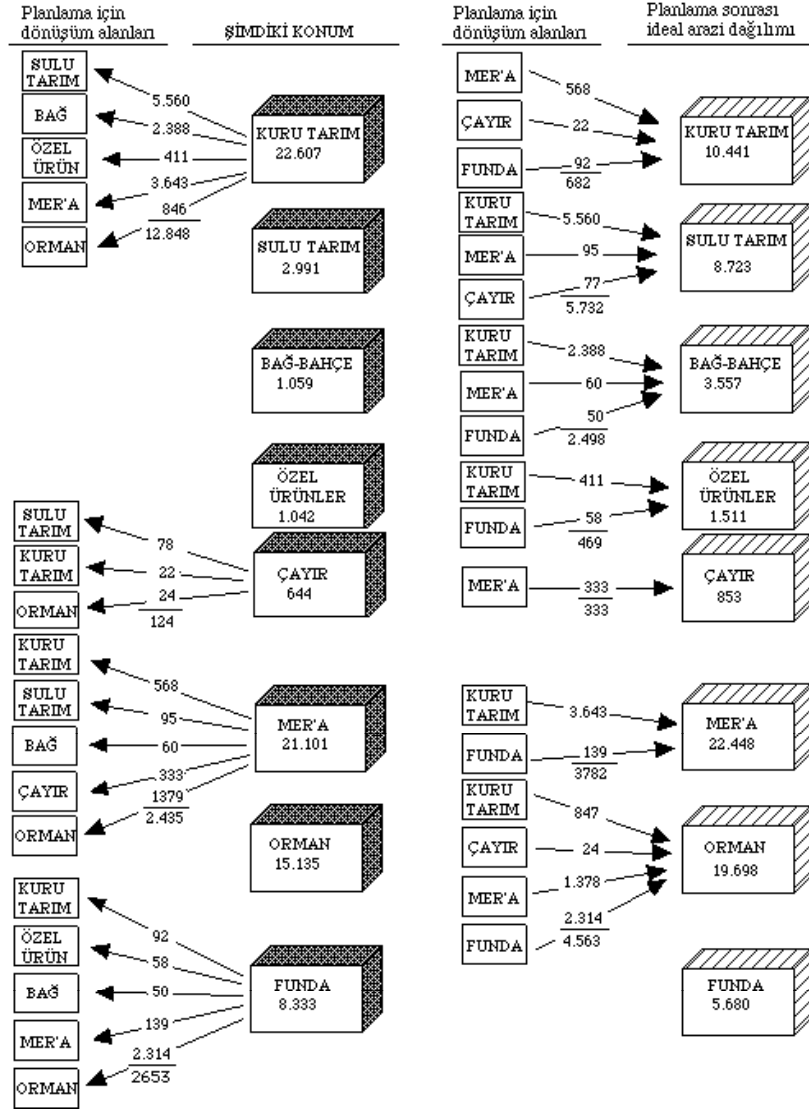 Planlama için
dönüşüm alanları
ŞİMDİKİ KONUM
SULU
TARIM
BAĞ
ÖZEL
ÜRÜN
MER'A
ORMAN
5.560
2.388
411
3.643
846
12.848
KURU TARIM
22.607
SULU TARIM
2.991
BAĞ-BAHÇE
1.059
ÖZEL
ÜRÜNLER
1.042
SULU
TARIM
KURU
TARIM
ORMAN
78
22
24
124
ÇAYIR
644
KURU
TARIM
SULU
TARIM
BAĞ
ÇAYIR
ORMAN
568
95
60
333
1379
2.435
MER'A
21.101
ORMAN
15.135
KURU
TARIM
ÖZEL
ÜRÜN
BAĞ
MER'A
ORMAN
92
58
50
139
2.314
2653
FUNDA
8.333
Planlama için
dönüşüm alanları
Planlama sonrası
ideal arazi dağılımı
MER'A
ÇAYIR
FUNDA
568
22
92
682
KURU TARIM
10.441
KURU
TARIM
MER'A
ÇAYIR
5.560
95
77
5.732
SULU TARIM
8.723
KURU
TARIM
MER'A
FUNDA
2.388
60
50
2.498
BAĞ-BAHÇE
3.557
KURU
TARIM
FUNDA
411
58
469
ÖZEL
ÜRÜNLER
1.511
MER'A
333
333
ÇAYIR
853
KURU
TARIM
FUNDA
3.643
139
3782
MER'A
22.448
KURU
TARIM
ÇAYIR
MER'A
FUNDA
847
24
1.378
2.314
4.563
ORMAN
19.698
FUNDA
5.680